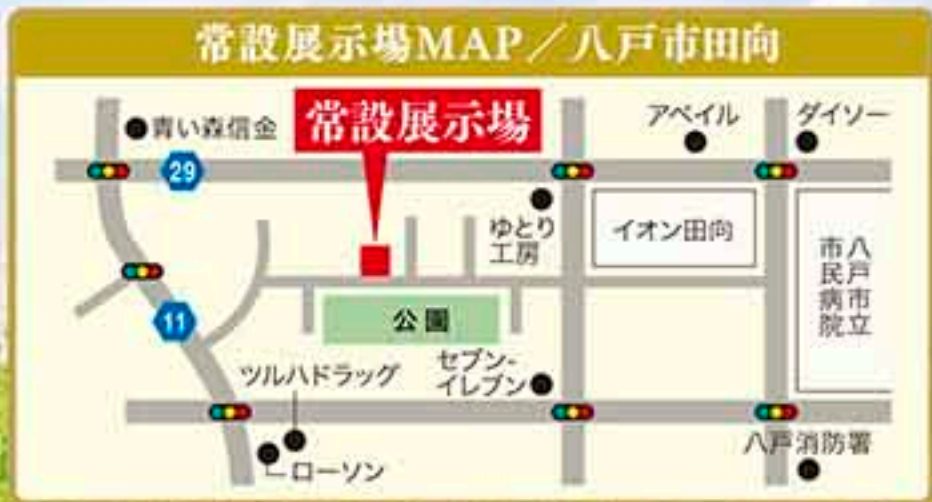 常設展示場MAP／八戸市田向
青い森信金
常設展示場
アベイル
ダイソー
29
ゆとり
工房
イオン田向
八戸市立
市民病院
11
公園
ツルハドラッグ
セブン-
イレブン
ローソン
八戸消防署